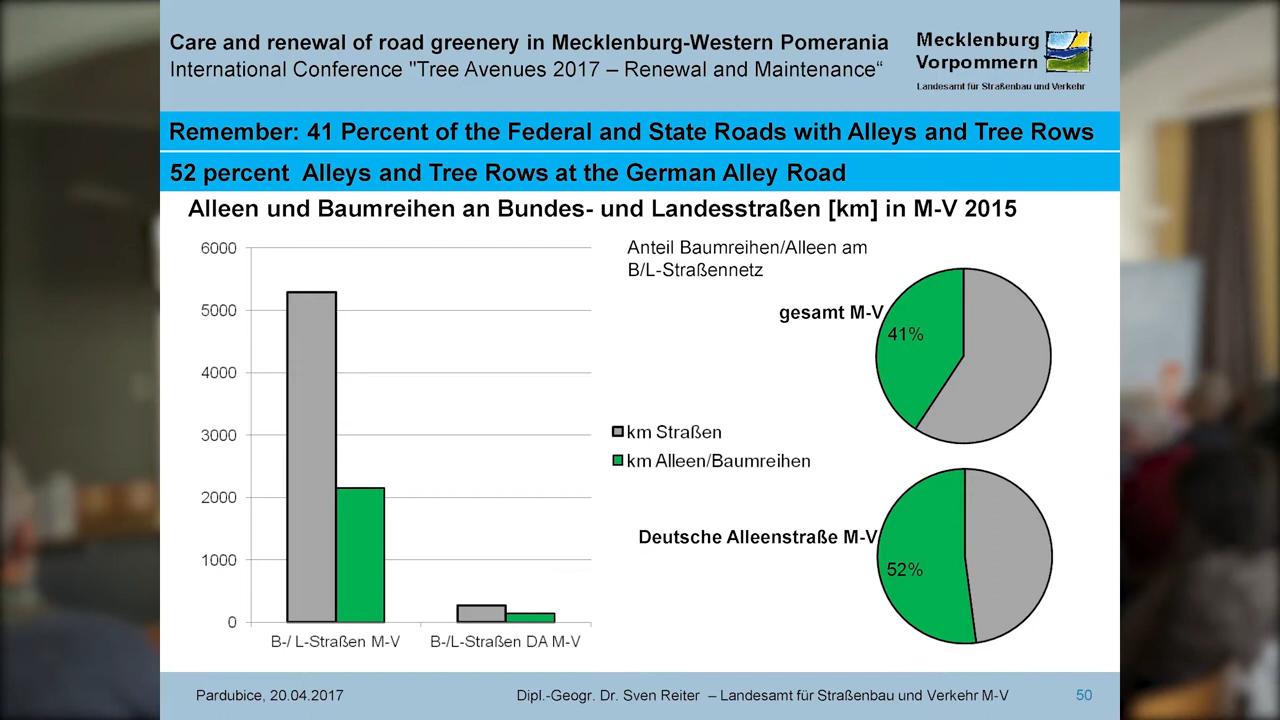 Care and renewal of road greenery in Mecklenburg-Western Pomerania
International Conference "Tree Avenues 2017 – Renewal and Maintenance“
Mecklenburg
Vorpommern
Landesamt für Straßenbau und Verkehr
Remember: 41 Percent of the Federal and State Roads with Alleys and Tree Rows
52 percent Alleys and Tree Rows at the German Alley Road
Alleen und Baumreihen an Bundes- und Landesstraßen [km] in M-V 2015
6000
5000
4000
3000
2000
1000
0
B-/ L-Straßen M-V
B-/L-Straßen DA M-V
km Straßen
km Alleen/Baumreihen
Anteil Baumreihen/Alleen am
B/L-Straßennetz
gesamt M-V
41%
Deutsche Alleenstraße M-V
52%
Pardubice, 20.04.2017
Dipl.-Geogr. Dr. Sven Reiter – Landesamt für Straßenbau und Verkehr M-V
50